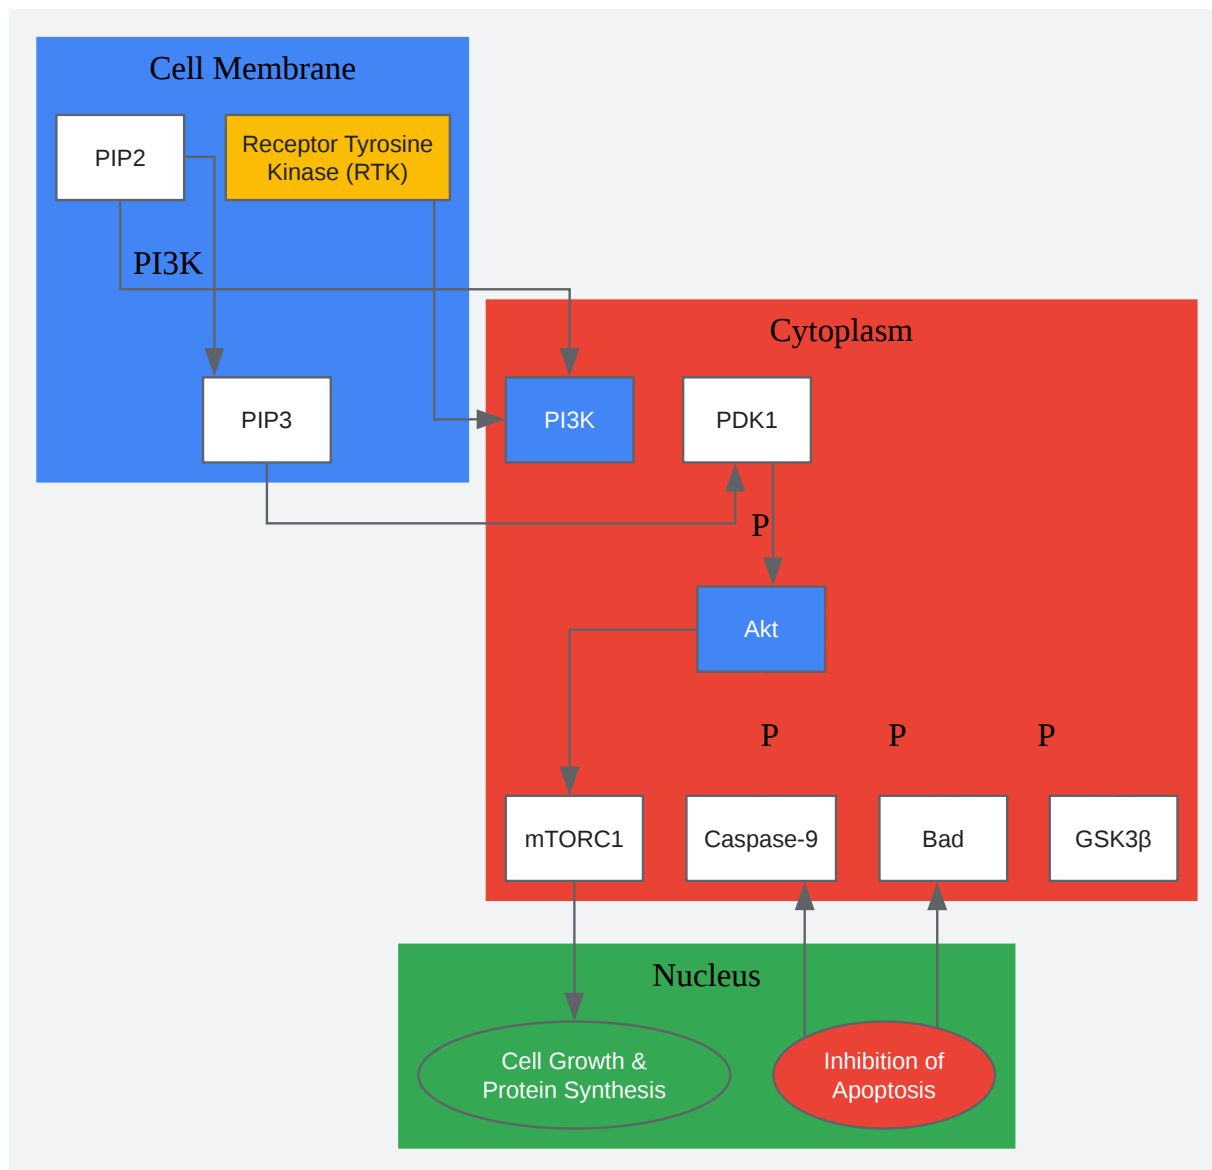 Cell Membrane
PIP2
Receptor Tyrosine
Kinase (RTK)
PI3K
Cytoplasm
PIP3
PI3K
PDK1
P
Akt
P
P
P
mTORC1
Caspase-9
Bad
GSK3β
Nucleus
Cell Growth &
Protein Synthesis
Inhibition of
Apoptosis